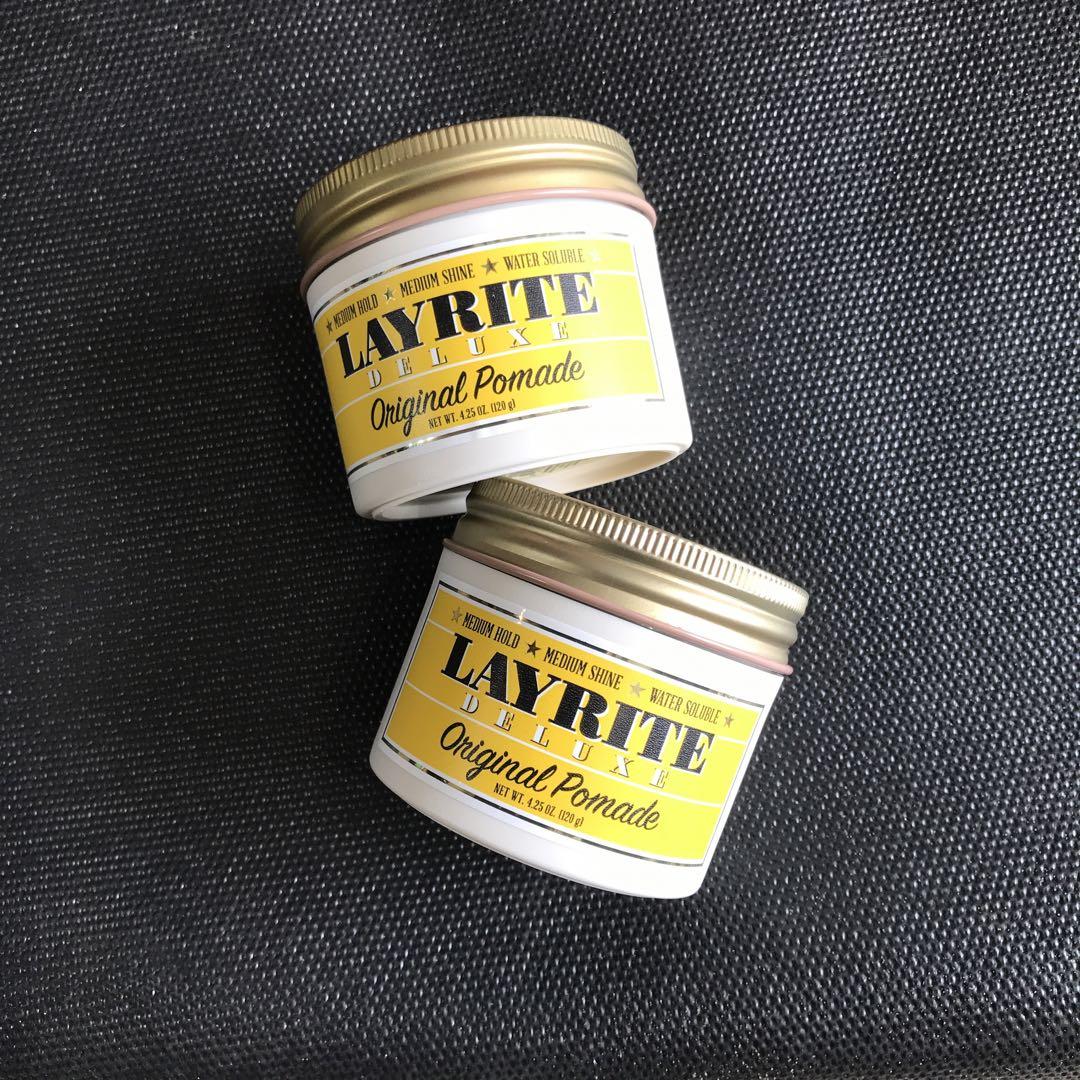 ★ MEDIUM HOLD ★ MEDIUM SHINE ★ WATER SOLUBLE ★
LAYRITE
DELUXE
Original Pomade
NET WT. 4.25 OZ. (120 g)
★ MEDIUM HOLD ★ MEDIUM SHINE ★ WATER SOLUBLE ★
LAYRITE
DELUXE
Original Pomade
NET WT. 4.25 OZ. (120 g)